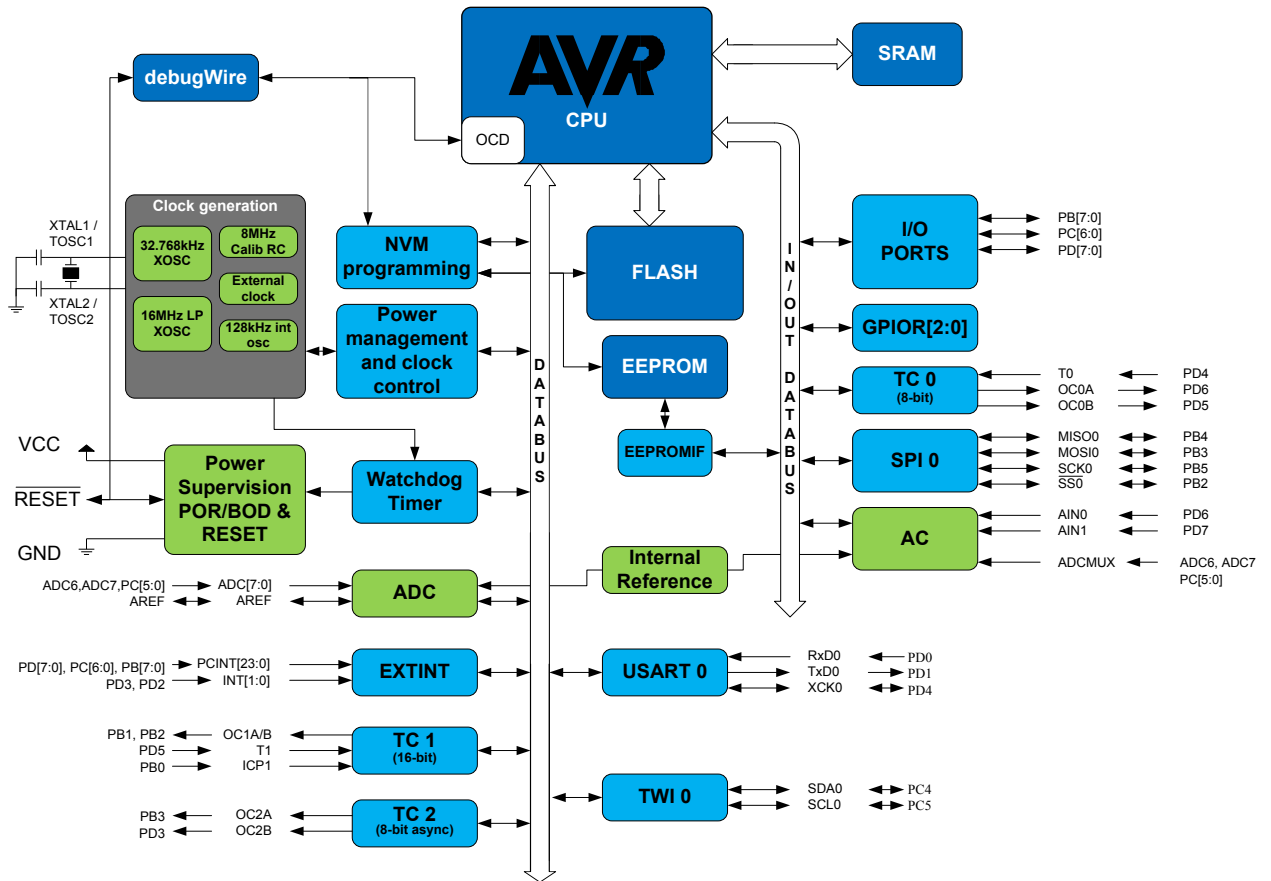 AVR
CPU
OCD
SRAM
debugWire
Clock generation
32.768kHz
XOSC
8MHz
Calib RC
External
clock
16MHz LP
XOSC
128kHz int
osc
XTAL1 /
TOSC1
XTAL2 /
TOSC2
NVM
programming
Power
management
and clock
control
FLASH
EEPROM
EEPROMIF
DATABUS
IN/OUT DATABUS
I/O
PORTS
PB[7:0]
PC[6:0]
PD[7:0]
GPIOR[2:0]
TC 0
(8-bit)
T0 PD4
OC0A PD6
OC0B PD5
SPI 0
MISO0 PB4
MOSI0 PB3
SCK0 PB5
SS0 PB2
AC
AIN0 PD6
AIN1 PD7
ADCMUX ADC6, ADC7
PC[5:0]
VCC
RESET
GND
Power
Supervision
POR/BOD &
RESET
Watchdog
Timer
Internal
Reference
ADC6,ADC7,PC[5:0] ADC[7:0]
AREF AREF
ADC
PD[7:0], PC[6:0], PB[7:0] PCINT[23:0]
PD3, PD2 INT[1:0]
EXTINT
USART 0
RxD0 PD0
TxD0 PD1
XCK0 PD4
PB1, PB2 OC1A/B
PD5 T1
PB0 ICP1
TC 1
(16-bit)
TWI 0
SDA0 PC4
SCL0 PC5
PB3 OC2A
PD3 OC2B
TC 2
(8-bit async)